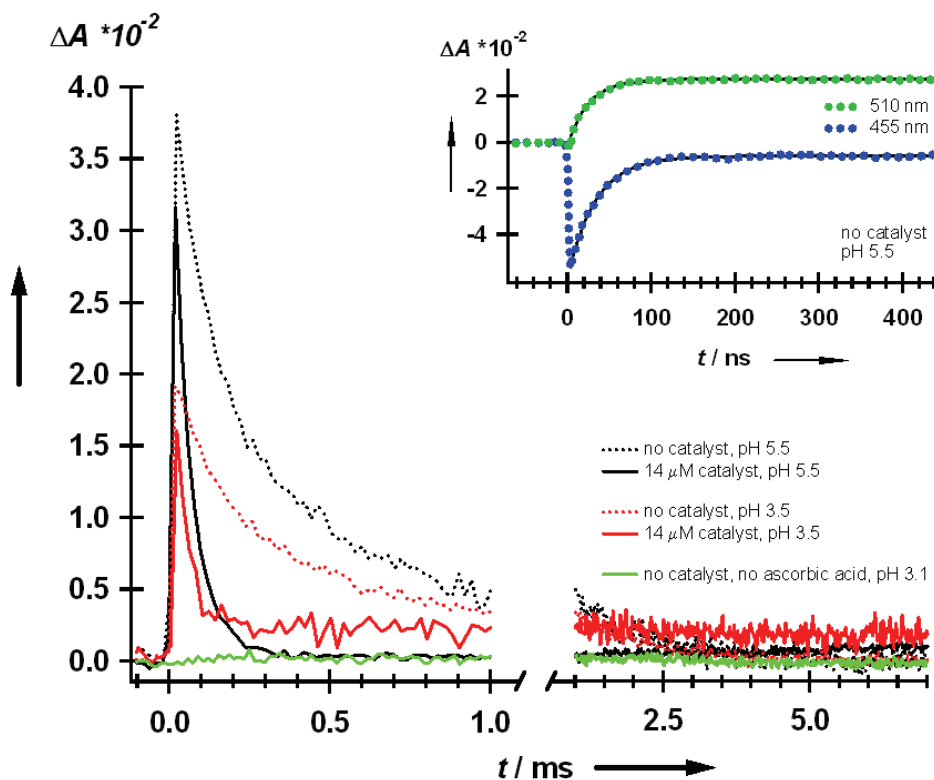 ΔA *10⁻²
4.0
3.5
3.0
2.5
2.0
1.5
1.0
0.5
0.0
0.0 0.5 1.0 2.5 5.0
t / ms
ΔA *10⁻²
2
0
-2
-4
510 nm
455 nm
no catalyst
pH 5.5
0 100 200 300 400
t / ns
no catalyst, pH 5.5
14 μM catalyst, pH 5.5
no catalyst, pH 3.5
14 μM catalyst, pH 3.5
no catalyst, no ascorbic acid, pH 3.1